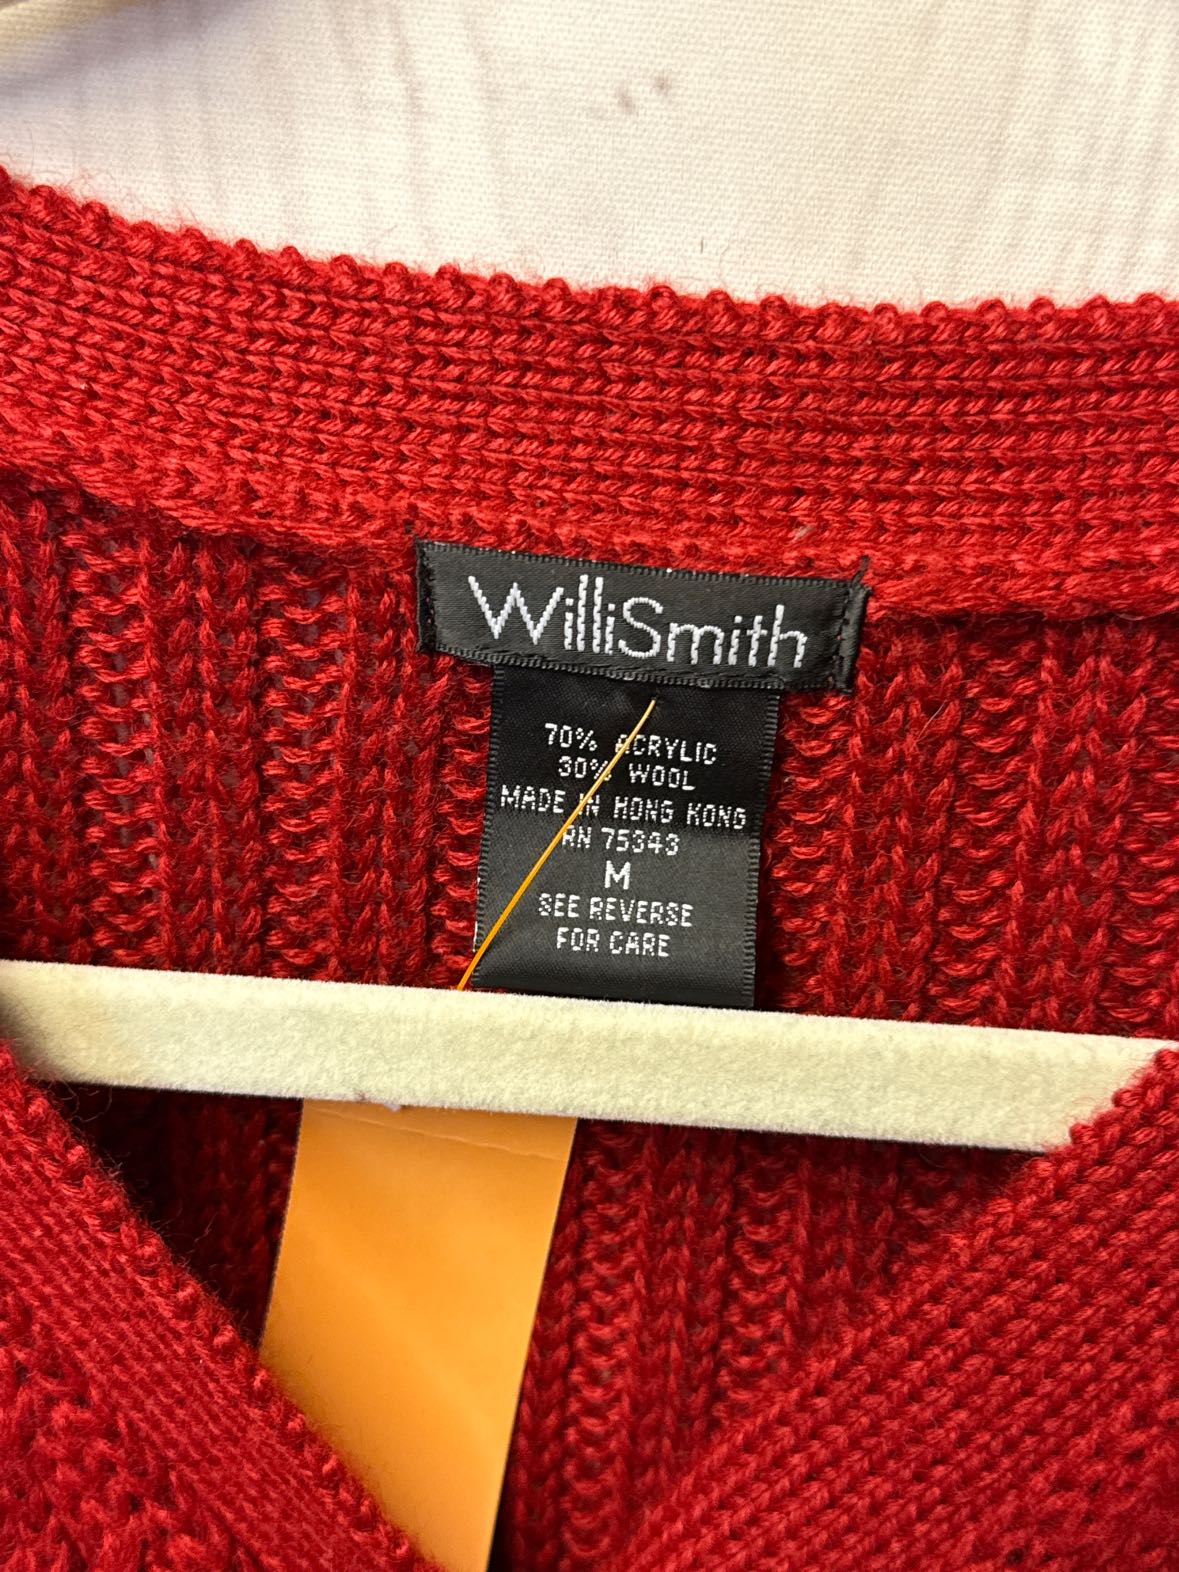 WilliSmith
70% ACRYLIC
30% WOOL
MADE IN HONG KONG
RN 75343
M
SEE REVERSE
FOR CARE